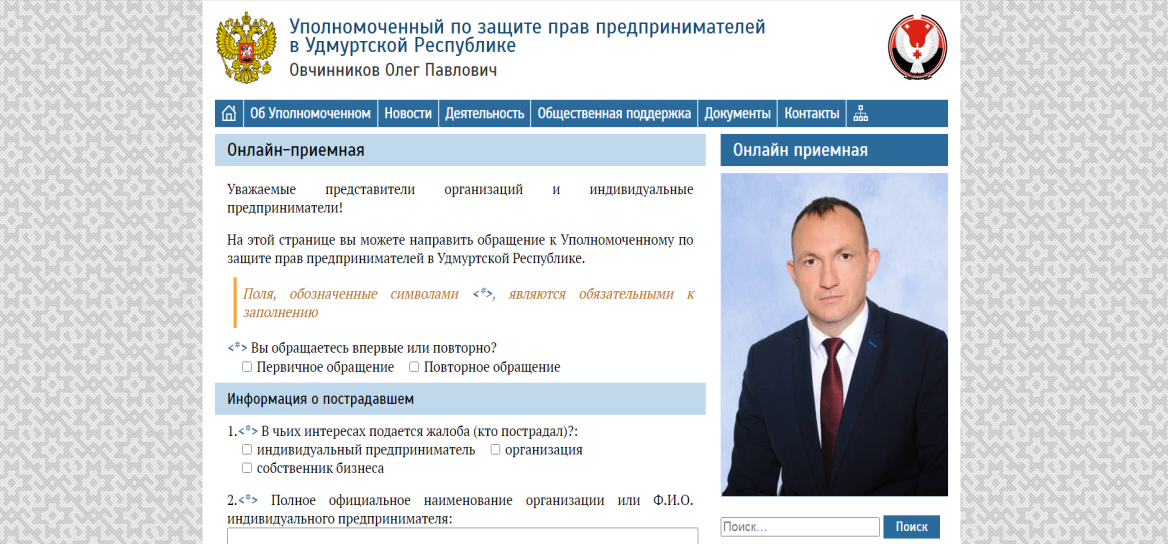 Уполномоченный по защите прав предпринимателей
в Удмуртской Республике
Овчинников Олег Павлович
Об Уполномоченном Новости Деятельность Общественная поддержка Документы Контакты
Онлайн-приемная
Уважаемые представители организаций и индивидуальные
предприниматели!
На этой странице вы можете направить обращение к Уполномоченному по
защите прав предпринимателей в Удмуртской Республике.
Поля, обозначенные символами <*>, являются обязательными к
заполнению
<*> Вы обращаетесь впервые или повторно?
Первичное обращение Повторное обращение
Информация о пострадавшем
1.<*> В чьих интересах подается жалоба (кто пострадал)?:
индивидуальный предприниматель организация
собственник бизнеса
2.<*> Полное официальное наименование организации или Ф.И.О.
индивидуального предпринимателя:
Онлайн приемная
Поиск... Поиск